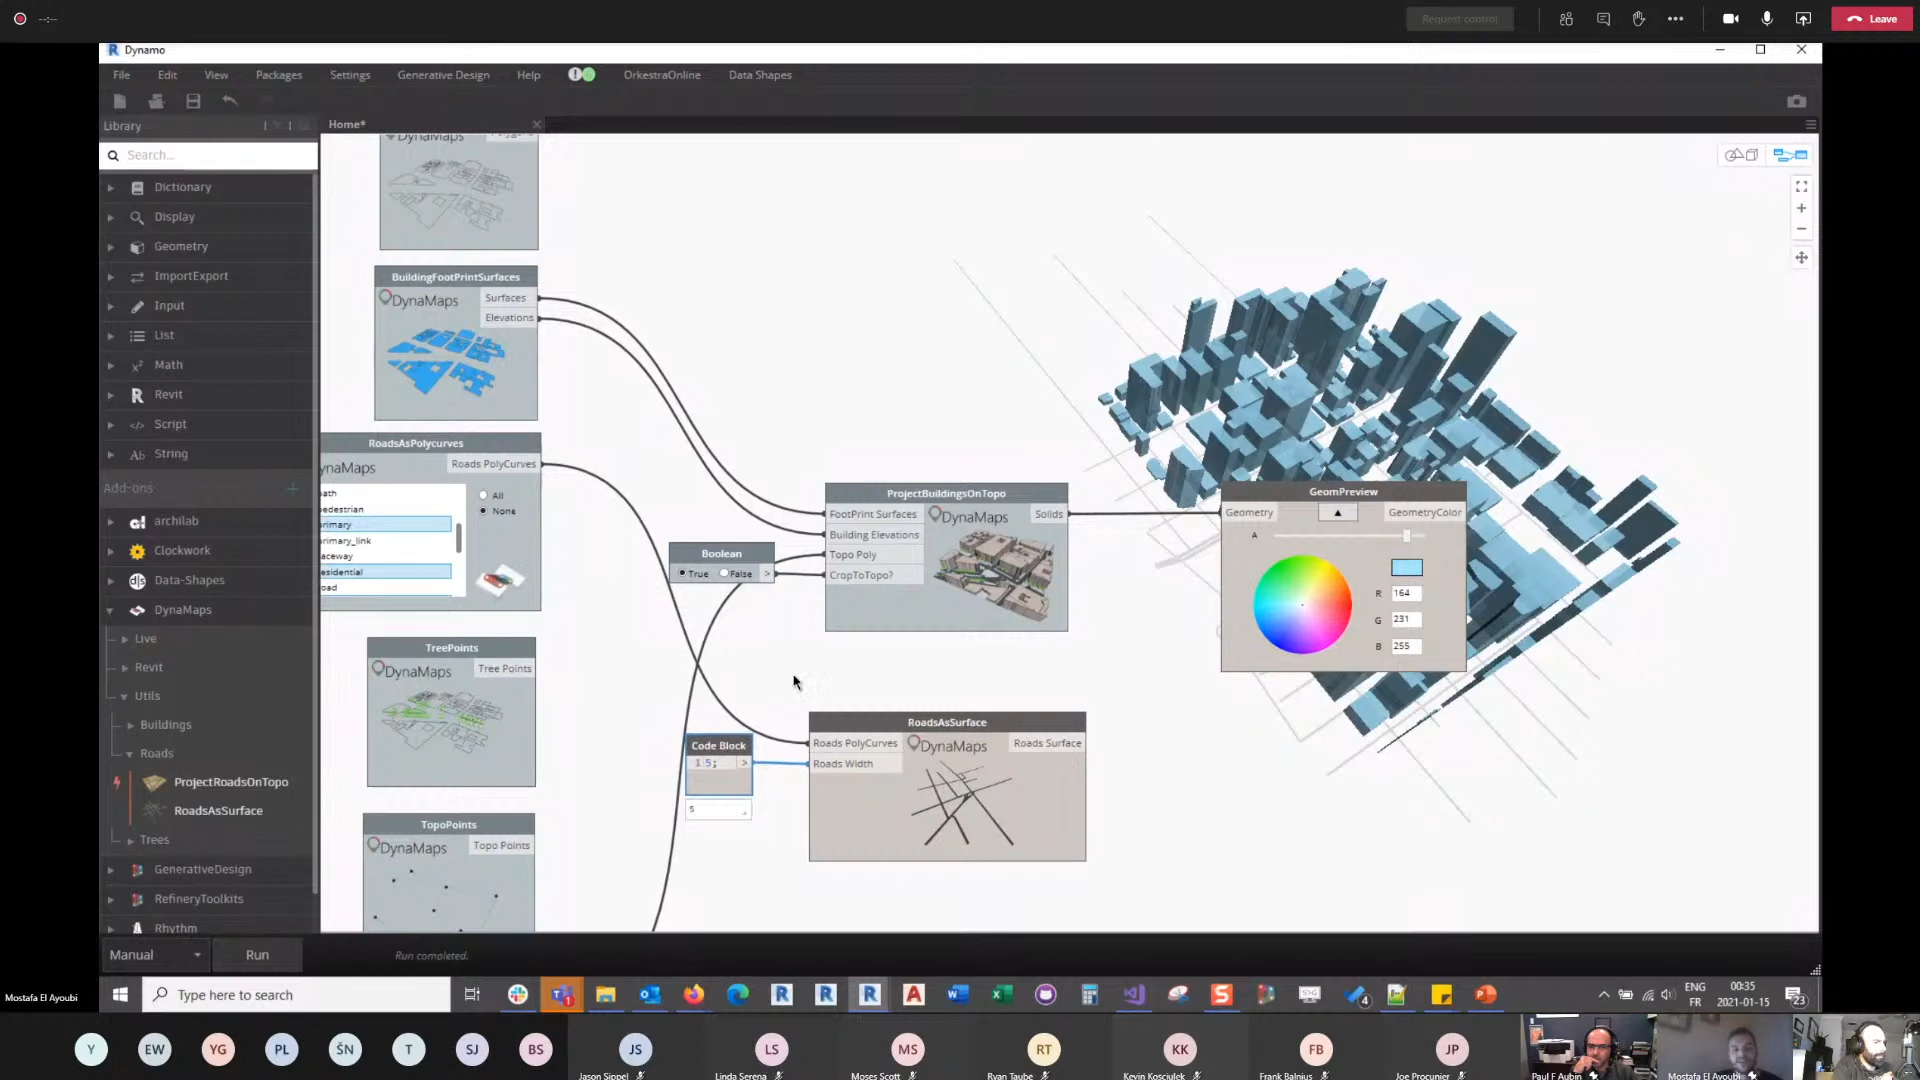 --:--
Request control
Leave
Dynamo
File Edit View Packages Settings Generative Design Help OrkestraOnline Data Shapes
Library
Home*
Search...
Dictionary
Display
Geometry
ImportExport
Input
List
Math
Revit
Script
String
Add-ons
archilab
Clockwork
Data-Shapes
DynaMaps
Live
Revit
Utils
Buildings
Roads
ProjectRoadsOnTopo
RoadsAsSurface
Trees
GenerativeDesign
RefineryToolkits
Rhythm
DynaMaps
Polygons
BuildingFootPrintSurfaces
DynaMaps
Surfaces
Elevations
RoadsAsPolycurves
ynaMaps
Roads PolyCurves
ath
edestrian
rimary
rimary_link
aceway
esidential
oad
All
None
TreePoints
DynaMaps
Tree Points
TopoPoints
DynaMaps
Topo Points
Boolean
True False >
Code Block
1 5; >
5
ProjectBuildingsOnTopo
FootPrint Surfaces
Building Elevations
Topo Poly
CropToTopo?
DynaMaps
Solids
RoadsAsSurface
Roads PolyCurves
Roads Width
DynaMaps
Roads Surface
GeomPreview
Geometry
GeometryColor
A
R 164
G 231
B 255
Manual
Run
Run completed.
Mostafa El Ayoubi
Type here to search
1
4
ENG
FR
00:35
2021-01-15
23
Y EW YG PL ŠN T SJ BS JS LS MS RT KK FB JP
Jason Sippel
Linda Serena
Moses Scott
Ryan Taube
Kevin Kosciulek
Frank Balnius
Joe Procunier
Paul F Aubin
Mostafa El Ayoubi